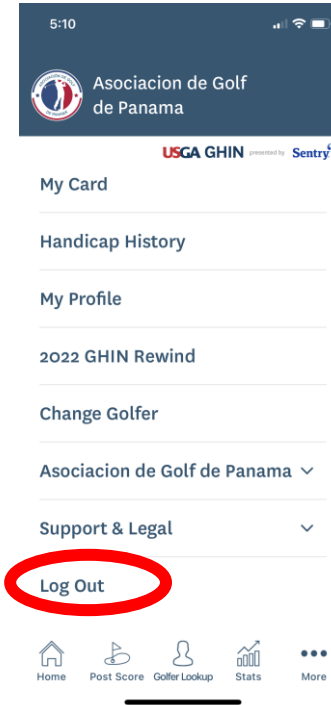 5:10
Asociacion de Golf
de Panama
USGA GHIN presented by Sentry
My Card
Handicap History
My Profile
2022 GHIN Rewind
Change Golfer
Asociacion de Golf de Panama
Support & Legal
Log Out
Home Post Score Golfer Lookup Stats More